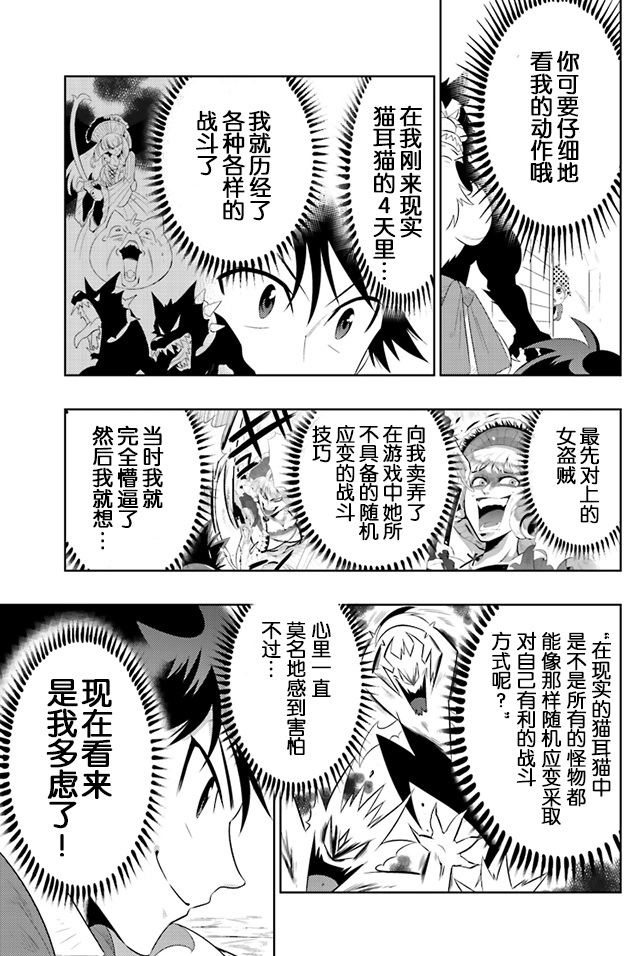 你可要仔细地
看我的动作哦
在我刚来现实
猫耳猫的4天里…
我就历经了
各种各样的
战斗了
最先对上的
女盗贼
向我卖弄了
在游戏中她所
不具备的随机
应变的战斗
技巧
当时我就
完全懵逼了
然后我就想…
“在现实的猫耳猫中
是不是所有的怪物都
能像那样随机应变采取
对自己有利的战斗
方式呢？”
心里一直
莫名地感到害怕
不过…
现在看来
是我多虑了！